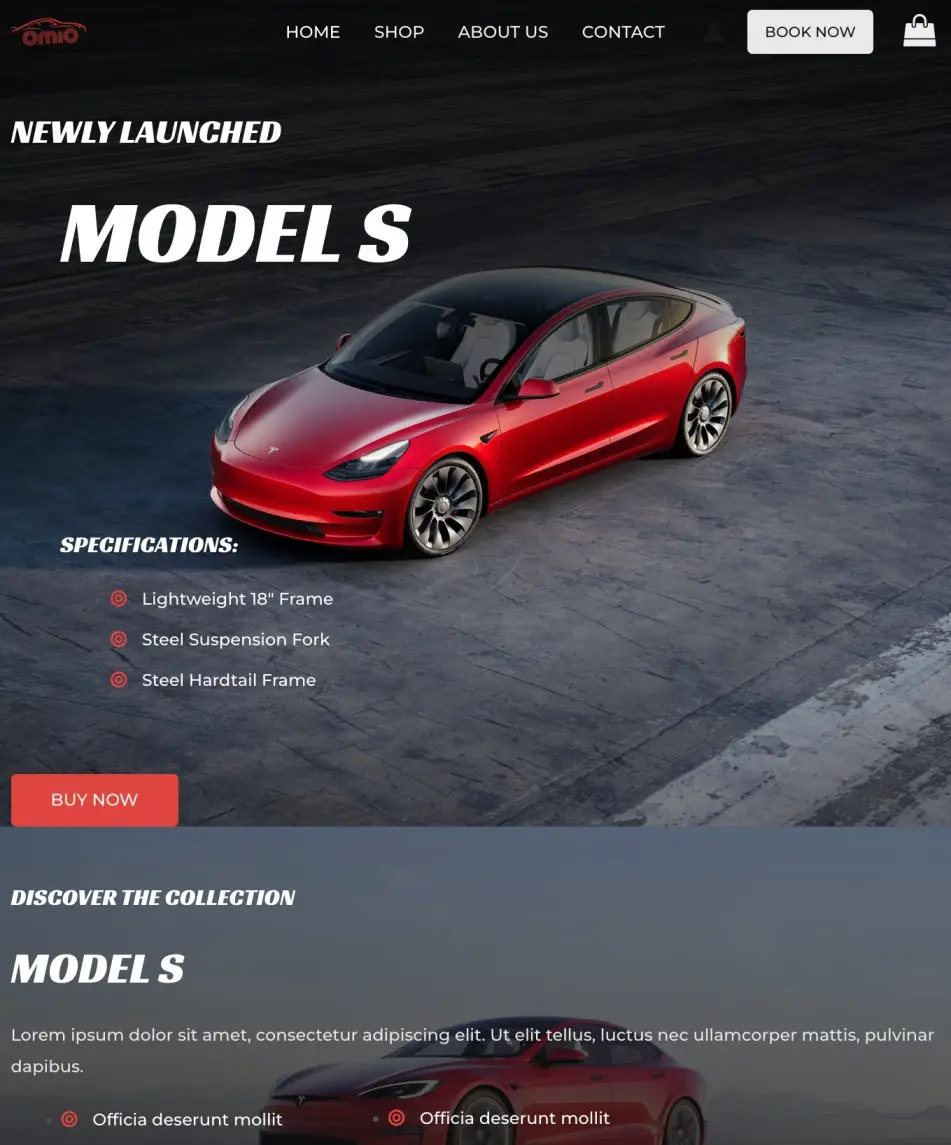 OMIO
HOME SHOP ABOUT US CONTACT BOOK NOW
NEWLY LAUNCHED
MODEL S
SPECIFICATIONS:
Lightweight 18" Frame
Steel Suspension Fork
Steel Hardtail Frame
BUY NOW
DISCOVER THE COLLECTION
MODEL S
Lorem ipsum dolor sit amet, consectetur adipiscing elit. Ut elit tellus, luctus nec ullamcorper mattis, pulvinar
dapibus.
Officia deserunt mollit Officia deserunt mollit